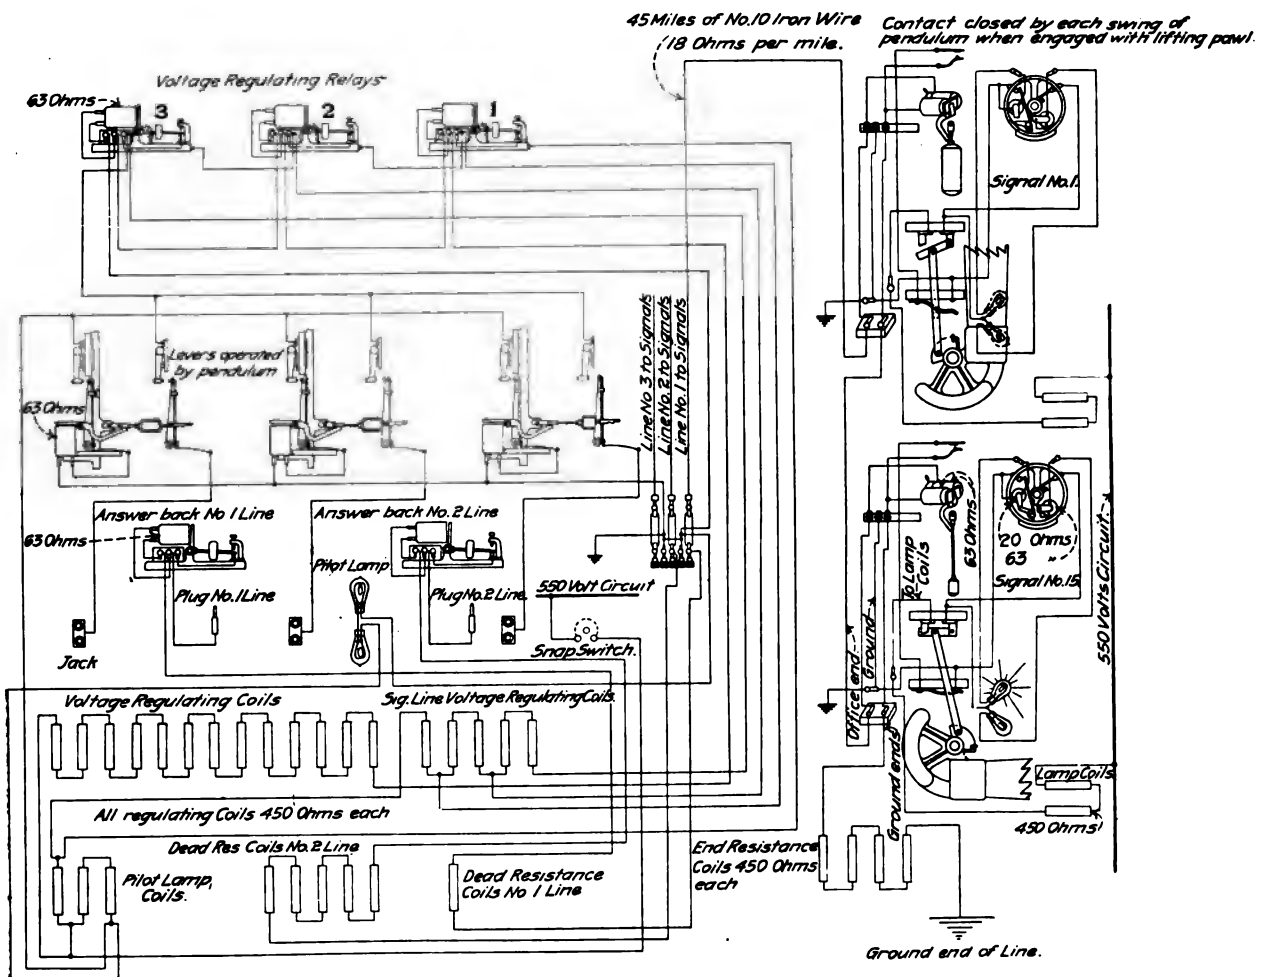 45 Miles of No. 10 Iron Wire
18 Ohms per mile.
Contact closed by each swing of
pendulum when engaged with lifting pawl.
Voltage Regulating Relays
63 Ohms
3
2
1
Signal No. 1.
Levers operated
by pendulum
63 Ohms
Line No. 3 to Signals
Line No. 2 to Signals
Line No. 1 to Signals
Answer back No 1 Line
63 Ohms
Answer back No. 2 Line
Pilot Lamp
Plug No. 1 Line
Plug No. 2 Line
550 Volt Circuit
Snap Switch.
Jack
To Lamp
Coils
63 Ohms
20 Ohms
63 "
Signal No. 15.
550 Volts Circuit.
Office end
Ground
Ground ends
Voltage Regulating Coils
Sig. Line Voltage Regulating Coils.
Lamp Coils
450 Ohms
All regulating Coils 450 Ohms each
Dead Res Coils No. 2 Line
Pilot Lamp,
Coils.
Dead Resistance
Coils No 1 Line
End Resistance
Coils 450 Ohms
each
Ground end of Line.